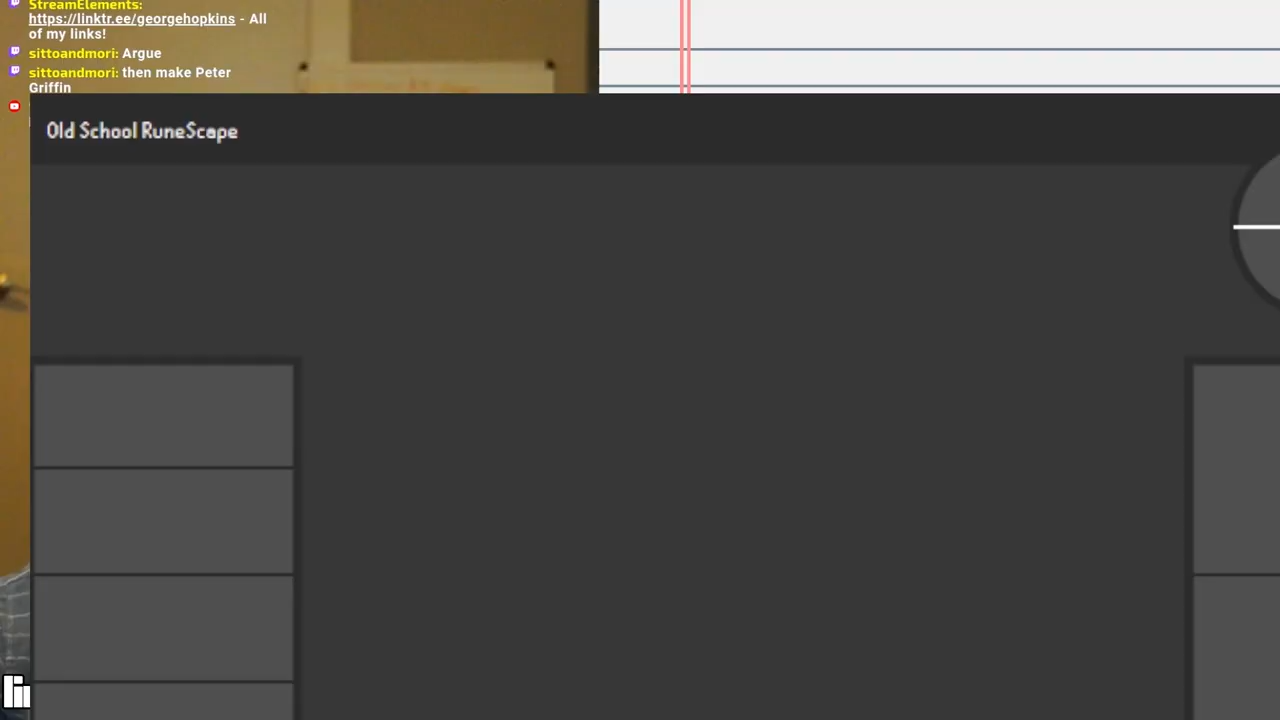 StreamElements:
https://linktr.ee/georgehopkins - All
of my links!
sittoandmori: Argue
sittoandmori: then make Peter
Griffin
Old School RuneScape